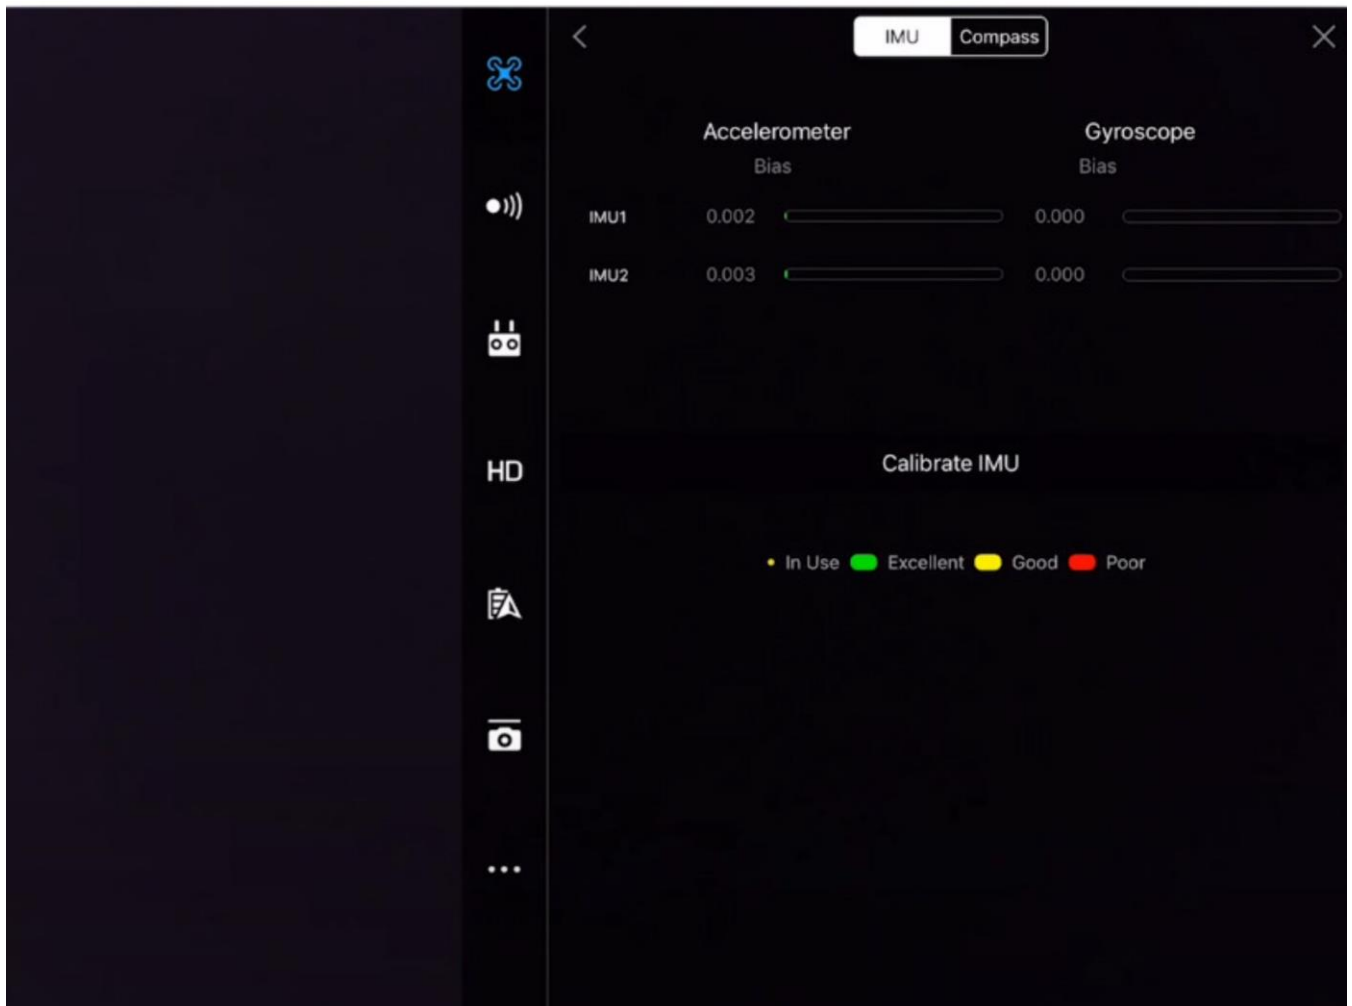 IMU Compass
Accelerometer Gyroscope
Bias Bias
IMU1 0.002 0.000
IMU2 0.003 0.000
HD
Calibrate IMU
In Use Excellent Good Poor